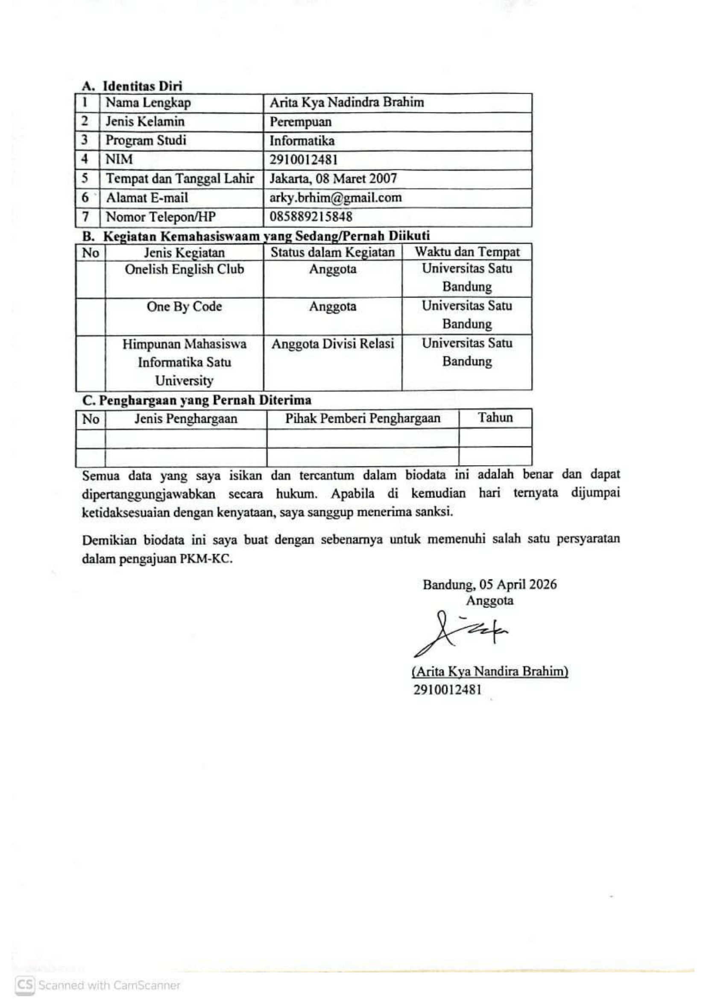 A. Identitas Diri
1 Nama Lengkap Arita Kya Nadindra Brahim
2 Jenis Kelamin Perempuan
3 Program Studi Informatika
4 NIM 2910012481
5 Tempat dan Tanggal Lahir Jakarta, 08 Maret 2007
6 Alamat E-mail arky.brhim@gmail.com
7 Nomor Telepon/HP 085889215848
B. Kegiatan Kemahasiswaam yang Sedang/Pernah Diikuti
No Jenis Kegiatan Status dalam Kegiatan Waktu dan Tempat
Onelish English Club Anggota Universitas Satu
Bandung
One By Code Anggota Universitas Satu
Bandung
Himpunan Mahasiswa Anggota Divisi Relasi Universitas Satu
Informatika Satu Bandung
University
C. Penghargaan yang Pernah Diterima
No Jenis Penghargaan Pihak Pemberi Penghargaan Tahun
Semua data yang saya isikan dan tercantum dalam biodata ini adalah benar dan dapat
dipertanggungjawabkan secara hukum. Apabila di kemudian hari ternyata dijumpai
ketidaksesuaian dengan kenyataan, saya sanggup menerima sanksi.
Demikian biodata ini saya buat dengan sebenarnya untuk memenuhi salah satu persyaratan
dalam pengajuan PKM-KC.
Bandung, 05 April 2026
Anggota
(Arita Kya Nandira Brahim)
2910012481
CS Scanned with CamScanner